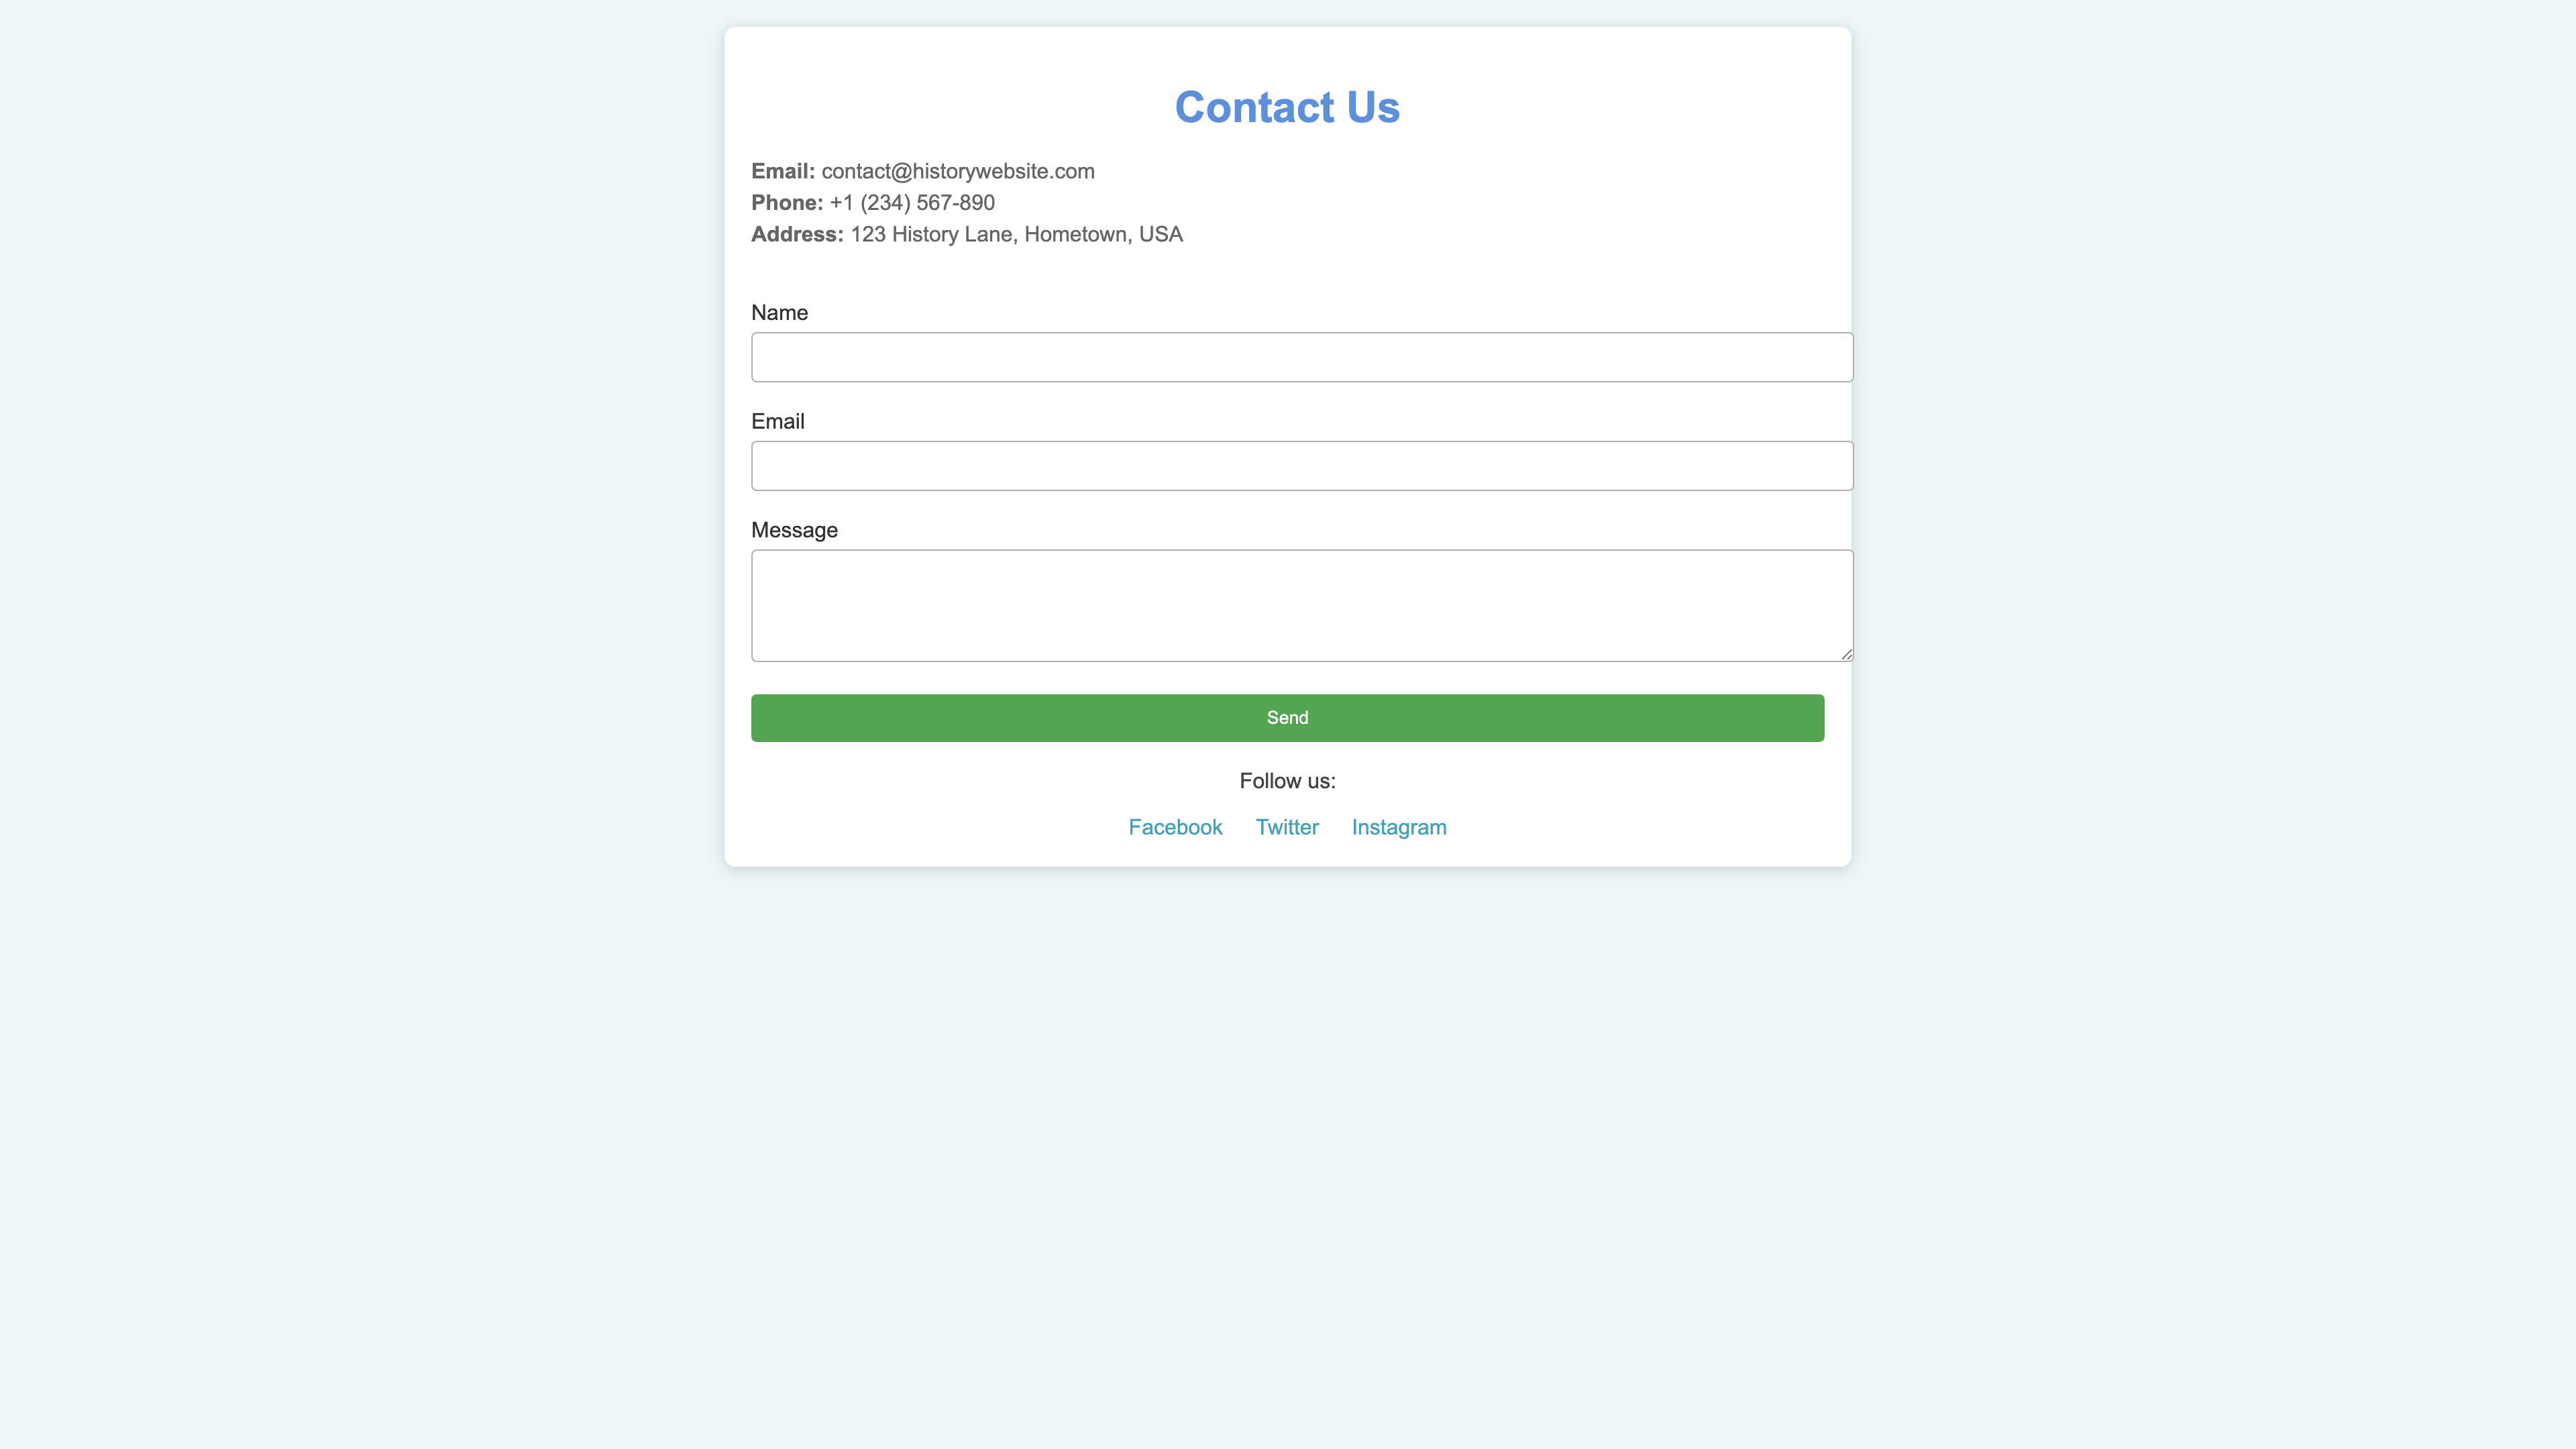 Contact Us
Email: contact@historywebsite.com
Phone: +1 (234) 567-890
Address: 123 History Lane, Hometown, USA
Name
Email
Message
Send
Follow us:
Facebook Twitter Instagram